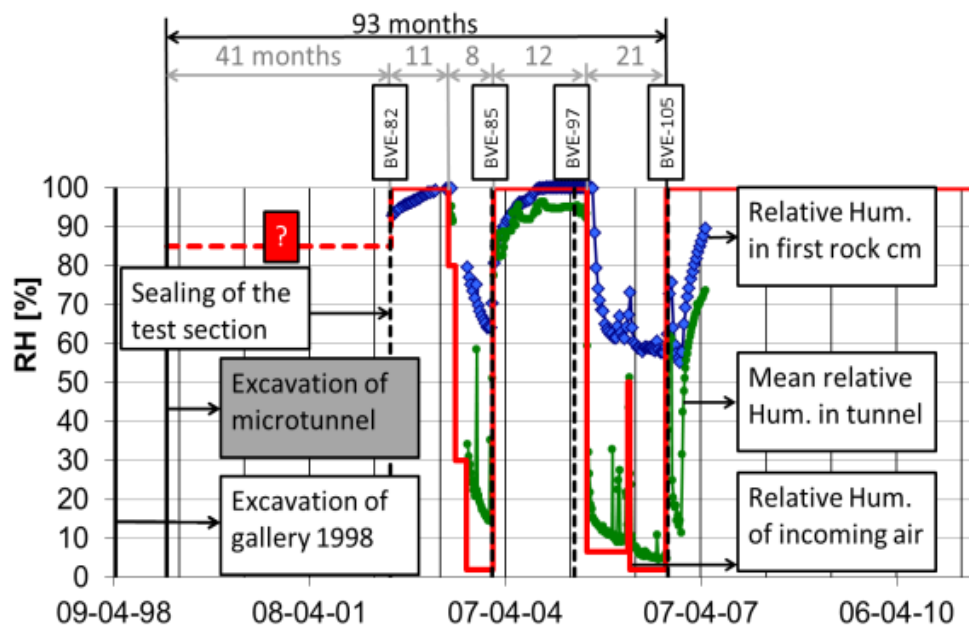 93 months
41 months
11
8
12
21
BVE-82
BVE-85
BVE-97
BVE-105
RH [%]
100
90
80
70
60
50
40
30
20
10
0
?
Sealing of the
test section
Excavation of
microtunnel
Excavation of
gallery 1998
Relative Hum.
in first rock cm
Mean relative
Hum. in tunnel
Relative Hum.
of incoming air
09-04-98
08-04-01
07-04-04
07-04-07
06-04-10